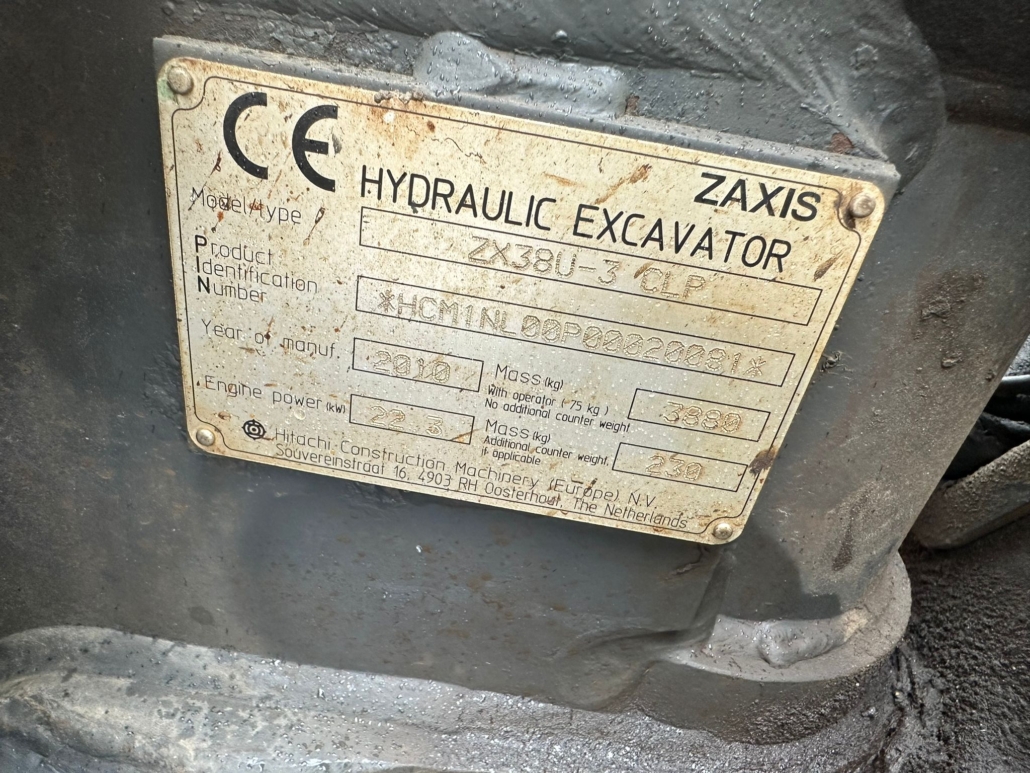 CE
ZAXIS
HYDRAULIC EXCAVATOR
Model/type
ZX38U-3 CLP
Product
Identification
Number
*HCM1NL00P00020081*
Year of manuf.
2010
Mass (kg)
With operator (75 kg)
No additional counter weight.
3880
Engine power (kW)
22.3
Mass (kg)
Additional counter weight,
if applicable
230
Hitachi Construction Machinery (Europe) N.V.
Souvereinstraat 16, 4903 RH Oosterhout, The Netherlands